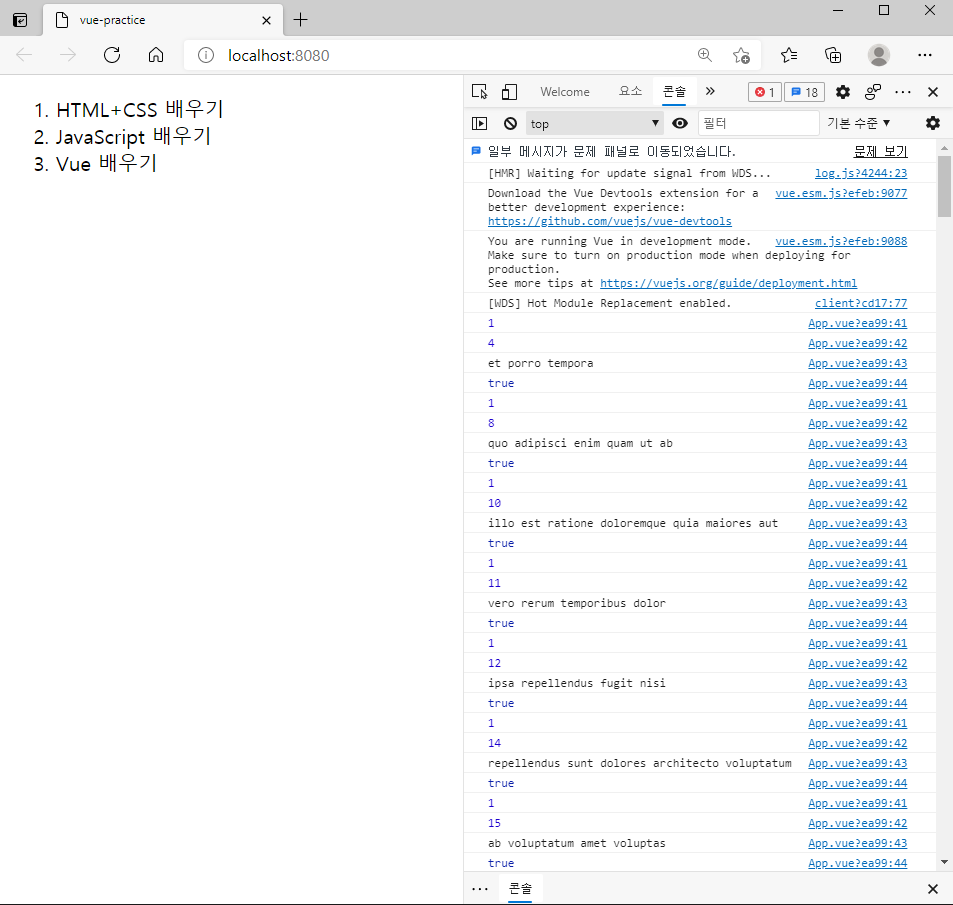 vue-practice
localhost:8080
1. HTML+CSS 배우기
2. JavaScript 배우기
3. Vue 배우기
Welcome 요소 콘솔 1 18
top 필터 기본 수준
일부 메시지가 문제 패널로 이동되었습니다. 문제 보기
[HMR] Waiting for update signal from WDS... log.js?4244:23
Download the Vue Devtools extension for a vue.esm.js?efeb:9077
better development experience:
https://github.com/vuejs/vue-devtools
You are running Vue in development mode. vue.esm.js?efeb:9088
Make sure to turn on production mode when deploying for
production.
See more tips at https://vuejs.org/guide/deployment.html
[WDS] Hot Module Replacement enabled. client?cd17:77
1 App.vue?ea99:41
4 App.vue?ea99:42
et porro tempora App.vue?ea99:43
true App.vue?ea99:44
1 App.vue?ea99:41
8 App.vue?ea99:42
quo adipisci enim quam ut ab App.vue?ea99:43
true App.vue?ea99:44
1 App.vue?ea99:41
10 App.vue?ea99:42
illo est ratione doloremque quia maiores aut App.vue?ea99:43
true App.vue?ea99:44
1 App.vue?ea99:41
11 App.vue?ea99:42
vero rerum temporibus dolor App.vue?ea99:43
true App.vue?ea99:44
1 App.vue?ea99:41
12 App.vue?ea99:42
ipsa repellendus fugit nisi App.vue?ea99:43
true App.vue?ea99:44
1 App.vue?ea99:41
14 App.vue?ea99:42
repellendus sunt dolores architecto voluptatum App.vue?ea99:43
true App.vue?ea99:44
1 App.vue?ea99:41
15 App.vue?ea99:42
ab voluptatum amet voluptas App.vue?ea99:43
true App.vue?ea99:44
콘솔